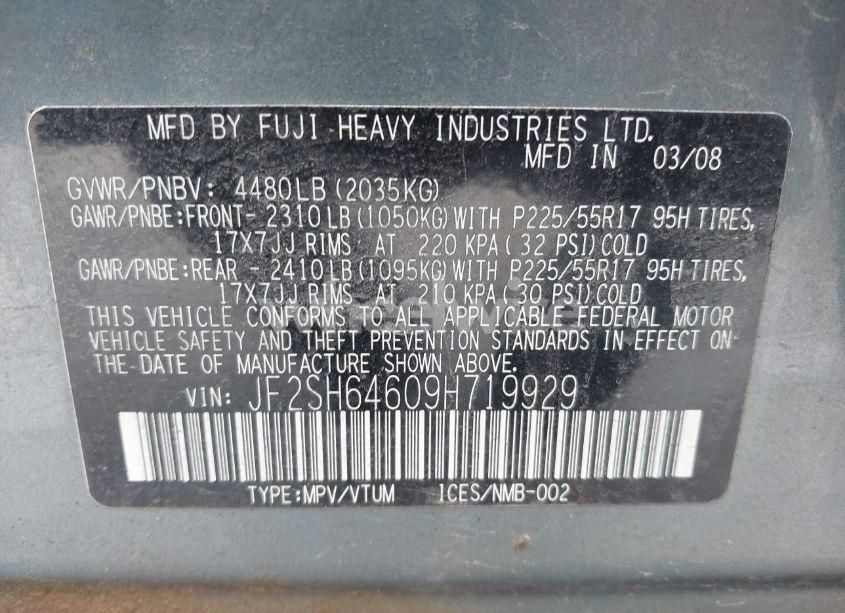 MFD BY FUJI HEAVY INDUSTRIES LTD.
MFD IN 03/08
GVWR/PNBV: 4480LB(2035KG)
GAWR/PNBE:FRONT- 2310LB(1050KG)WITH P225/55R17 95H TIRES,
17X7JJ RIMS AT 220 KPA( 32 PSI)COLD
GAWR/PNBE:REAR - 2410LB(1095KG)WITH P225/55R17 95H TIRES,
17X7JJ RIMS AT 210 KPA( 30 PSI)COLD
THIS VEHICLE CONFORMS TO ALL APPLICABLE FEDERAL MOTOR
VEHICLE SAFETY AND THEFT PREVENTION STANDARDS IN EFFECT ON
THE DATE OF MANUFACTURE SHOWN ABOVE.
VIN: JF2SH64609H719929
TYPE:MPV/VTUM ICES/NMB-002